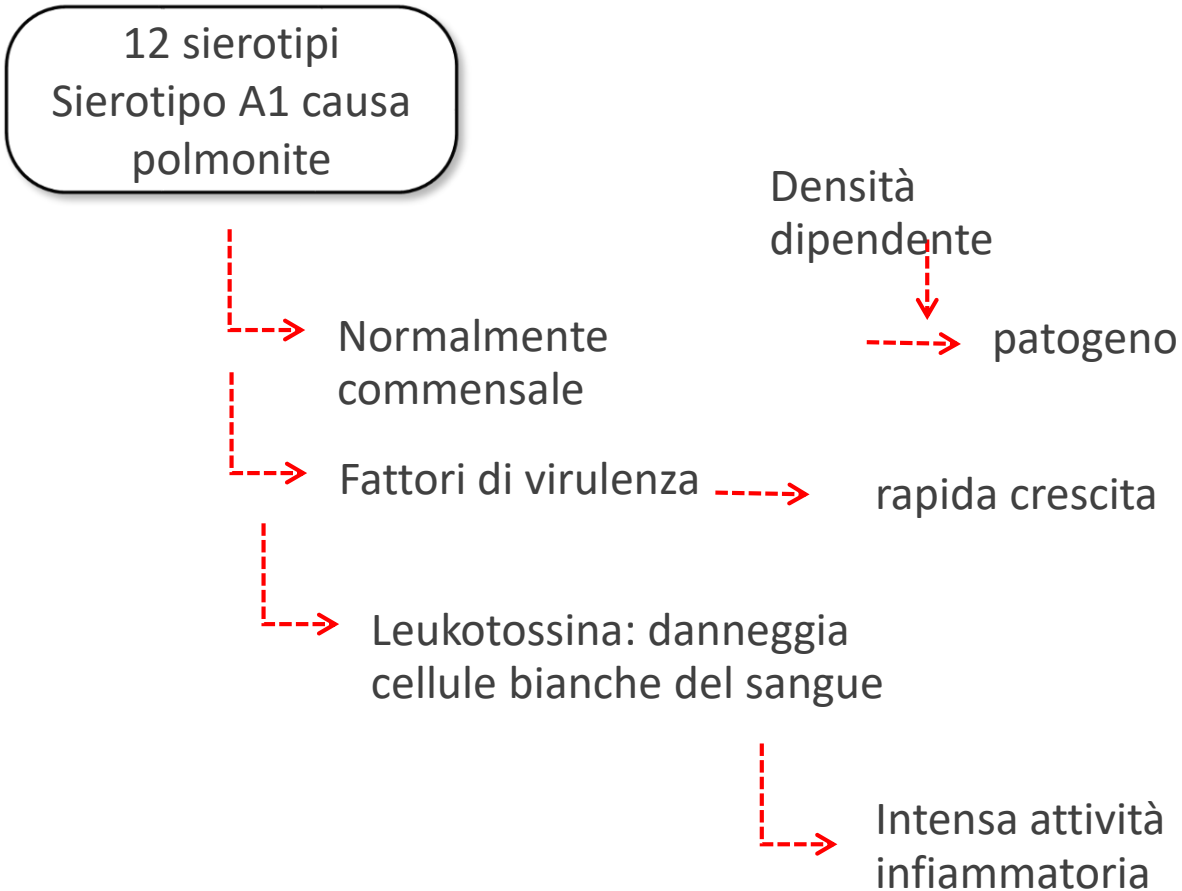 12 sierotipi
Sierotipo A1 causa
polmonite
Densità
dipendente
Normalmente
commensale
patogeno
Fattori di virulenza
rapida crescita
Leukotossina: danneggia
cellule bianche del sangue
Intensa attività
infiammatoria